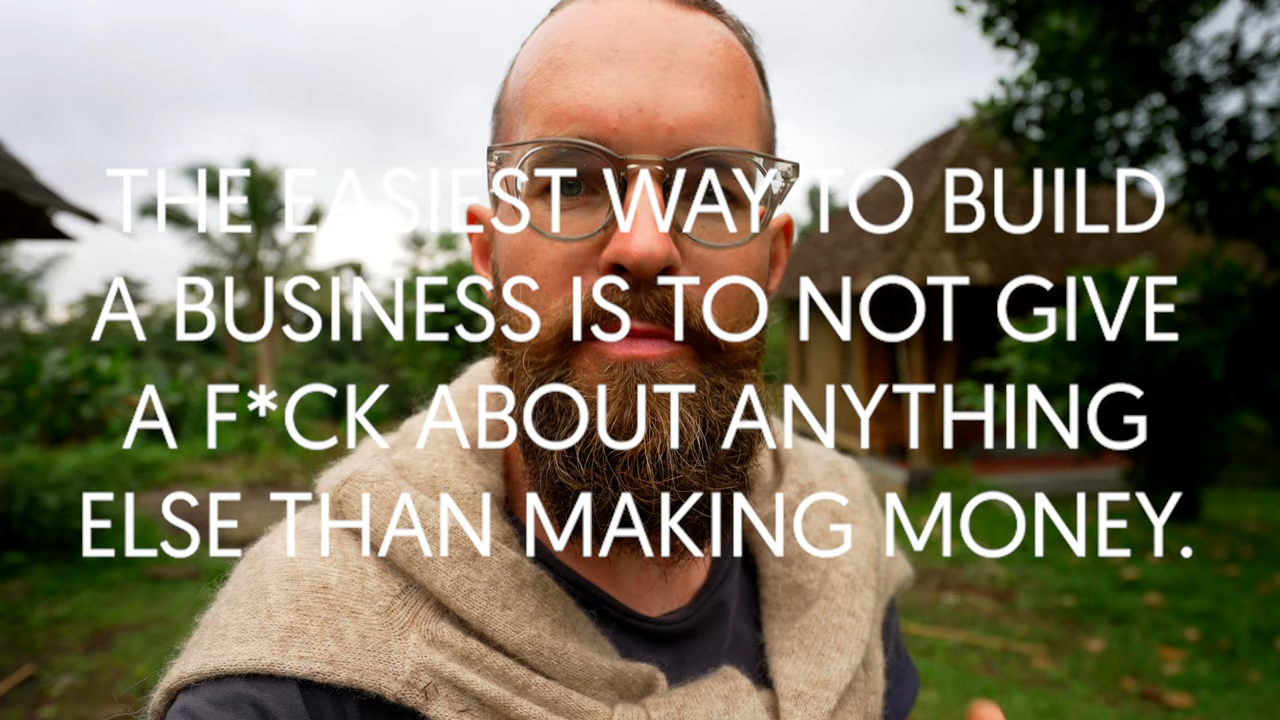 THE EASIEST WAY TO BUILD
A BUSINESS IS TO NOT GIVE
A F*CK ABOUT ANYTHING
ELSE THAN MAKING MONEY.